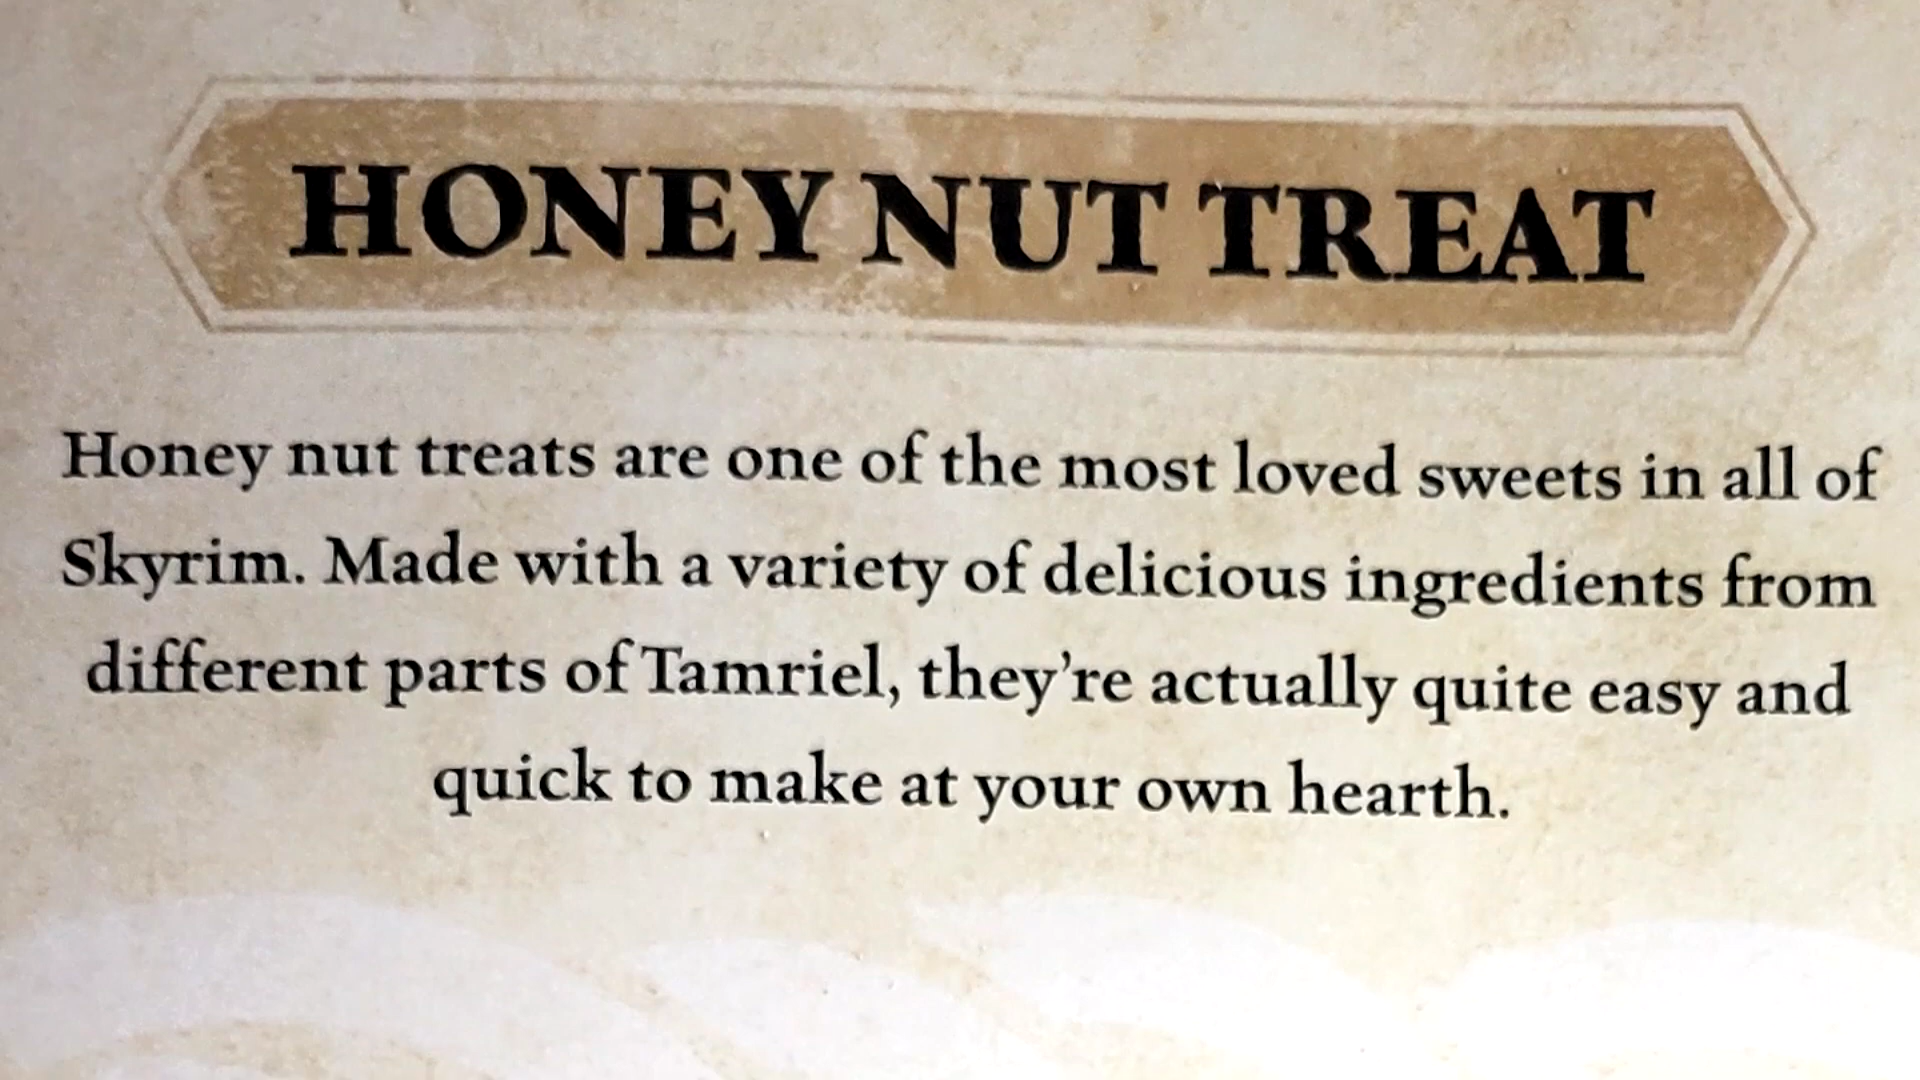 HONEY NUT TREAT
Honey nut treats are one of the most loved sweets in all of
Skyrim. Made with a variety of delicious ingredients from
different parts of Tamriel, they're actually quite easy and
quick to make at your own hearth.